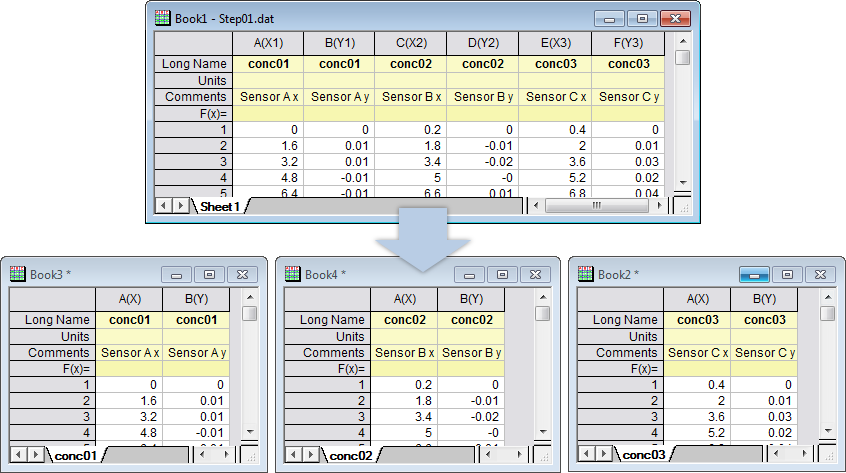 Book1 - Step01.dat
A(X1) B(Y1) C(X2) D(Y2) E(X3) F(Y3)
Long Name conc01 conc01 conc02 conc02 conc03 conc03
Units
Comments Sensor A x Sensor A y Sensor B x Sensor B y Sensor C x Sensor C y
F(x)=
1 0 0 0.2 0 0.4 0
2 1.6 0.01 1.8 -0.01 2 0.01
3 3.2 0.01 3.4 -0.02 3.6 0.03
4 4.8 -0.01 5 -0 5.2 0.02
5 6.4 -0.01 6.6 0.01 6.8 0.04
Sheet1
Book3 *
A(X) B(Y)
Long Name conc01 conc01
Units
Comments Sensor A x Sensor A y
F(x)=
1 0 0
2 1.6 0.01
3 3.2 0.01
4 4.8 -0.01
conc01
Book4 *
A(X) B(Y)
Long Name conc02 conc02
Units
Comments Sensor B x Sensor B y
F(x)=
1 0.2 0
2 1.8 -0.01
3 3.4 -0.02
4 5 -0
conc02
Book2 *
A(X) B(Y)
Long Name conc03 conc03
Units
Comments Sensor C x Sensor C y
F(x)=
1 0.4 0
2 2 0.01
3 3.6 0.03
4 5.2 0.02
conc03